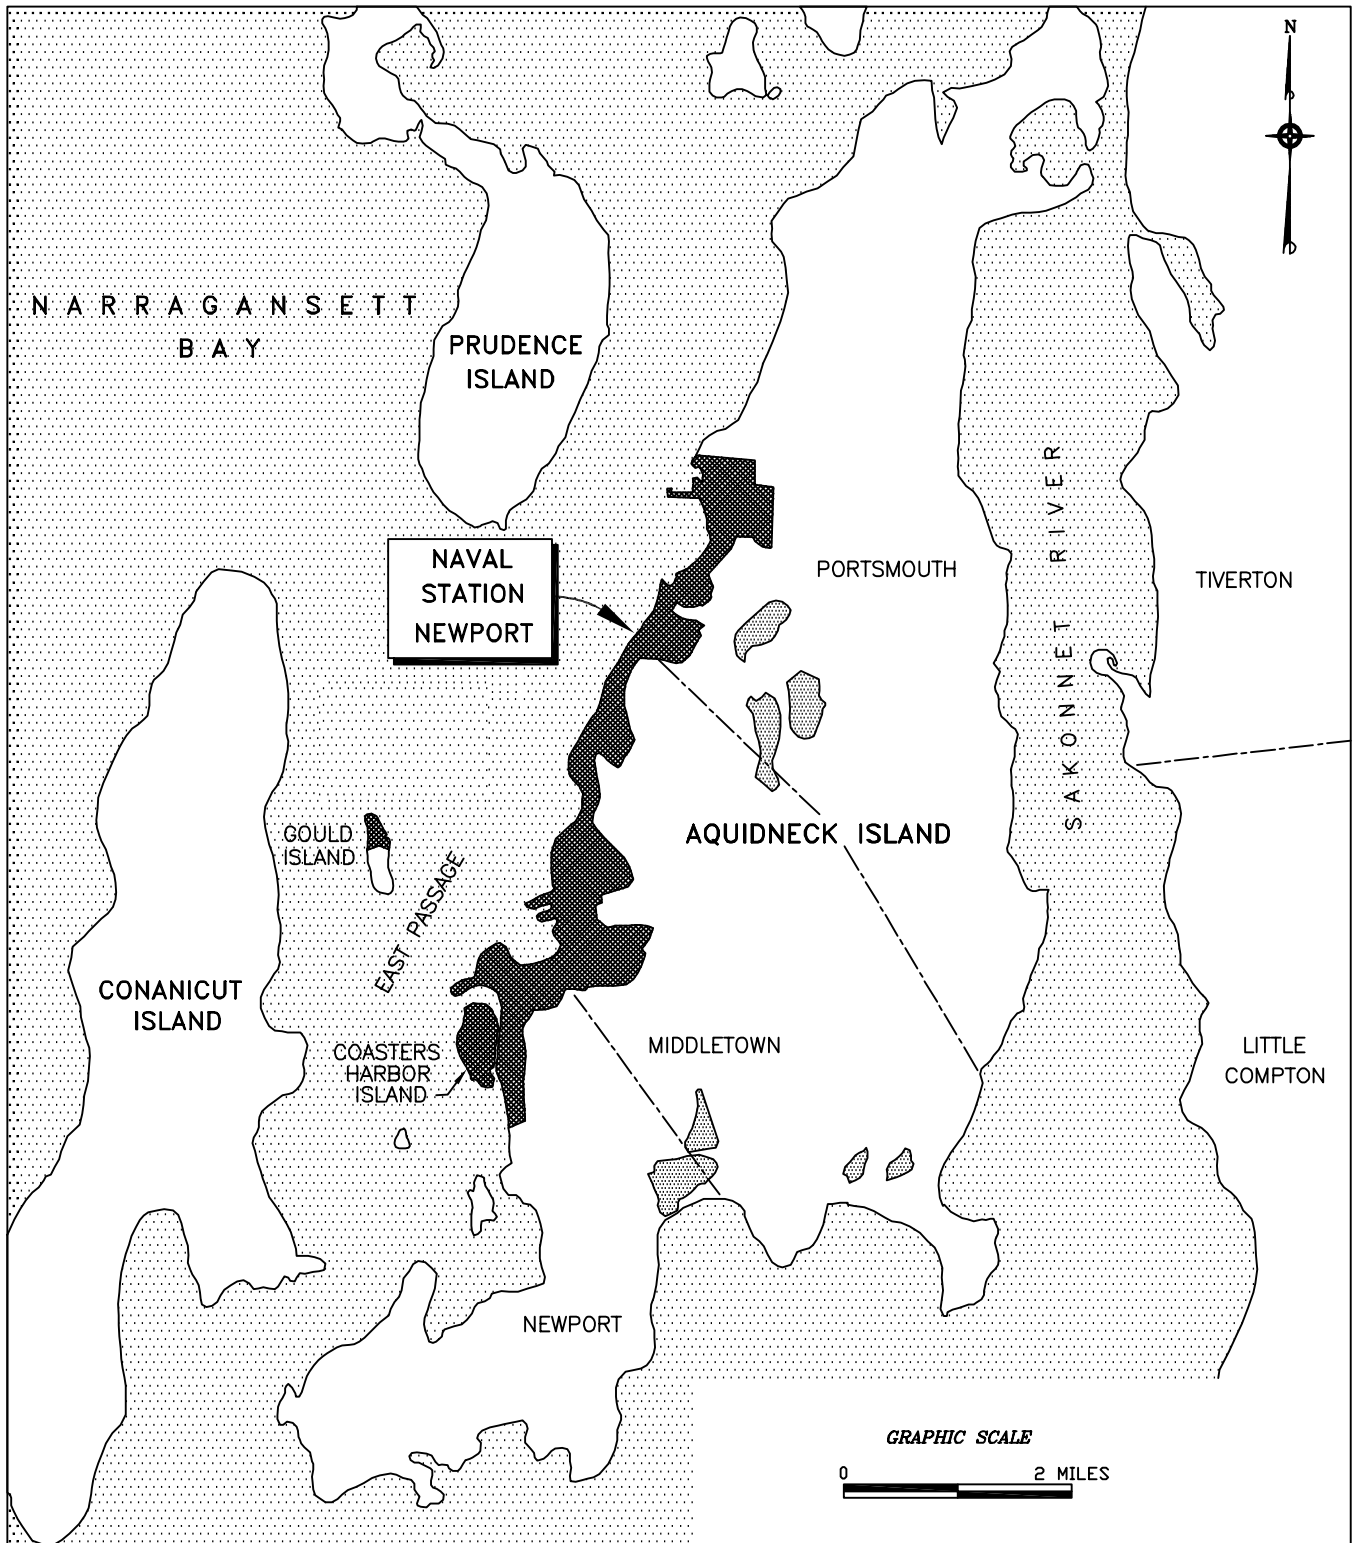 N
NARRAGANSETT
BAY
PRUDENCE
ISLAND
NAVAL
STATION
NEWPORT
PORTSMOUTH
SAKONNET RIVER
TIVERTON
GOULD
ISLAND
EAST PASSAGE
AQUIDNECK ISLAND
CONANICUT
ISLAND
COASTERS
HARBOR
ISLAND
MIDDLETOWN
LITTLE
COMPTON
NEWPORT
GRAPHIC SCALE
0 2 MILES